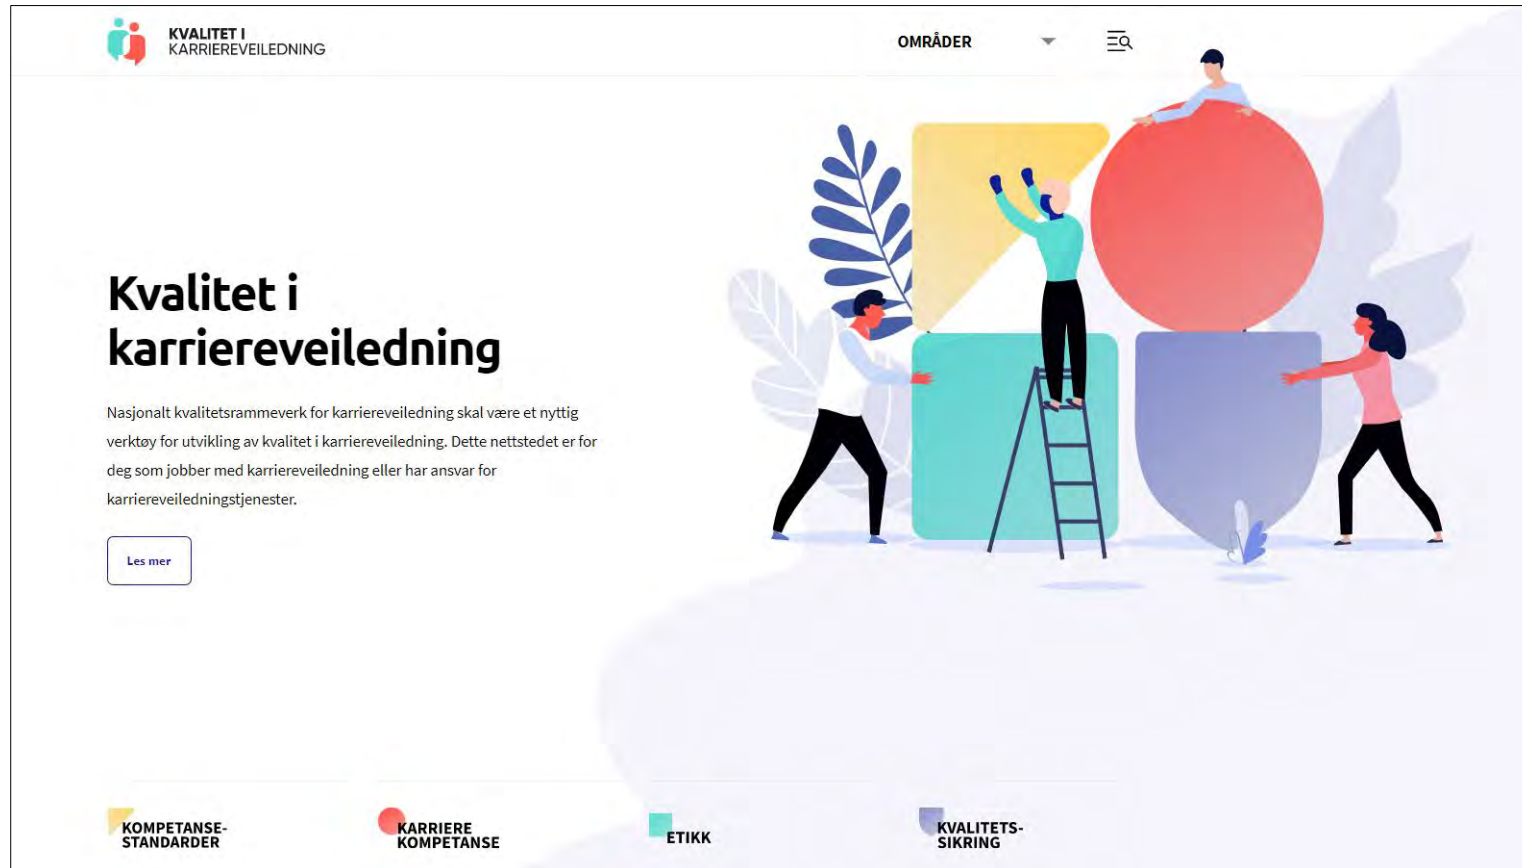 KVALITET I
KARRIEREVEILEDNING
OMRÅDER
Kvalitet i
karriereveiledning
Nasjonalt kvalitetsrammeverk for karriereveiledning skal være et nyttig
verktøy for utvikling av kvalitet i karriereveiledning. Dette nettstedet er for
deg som jobber med karriereveiledning eller har ansvar for
karriereveiledningstjenester.
Les mer
KOMPETANSE-
STANDARDER
KARRIERE
KOMPETANSE
ETIKK
KVALITETS-
SIKRING